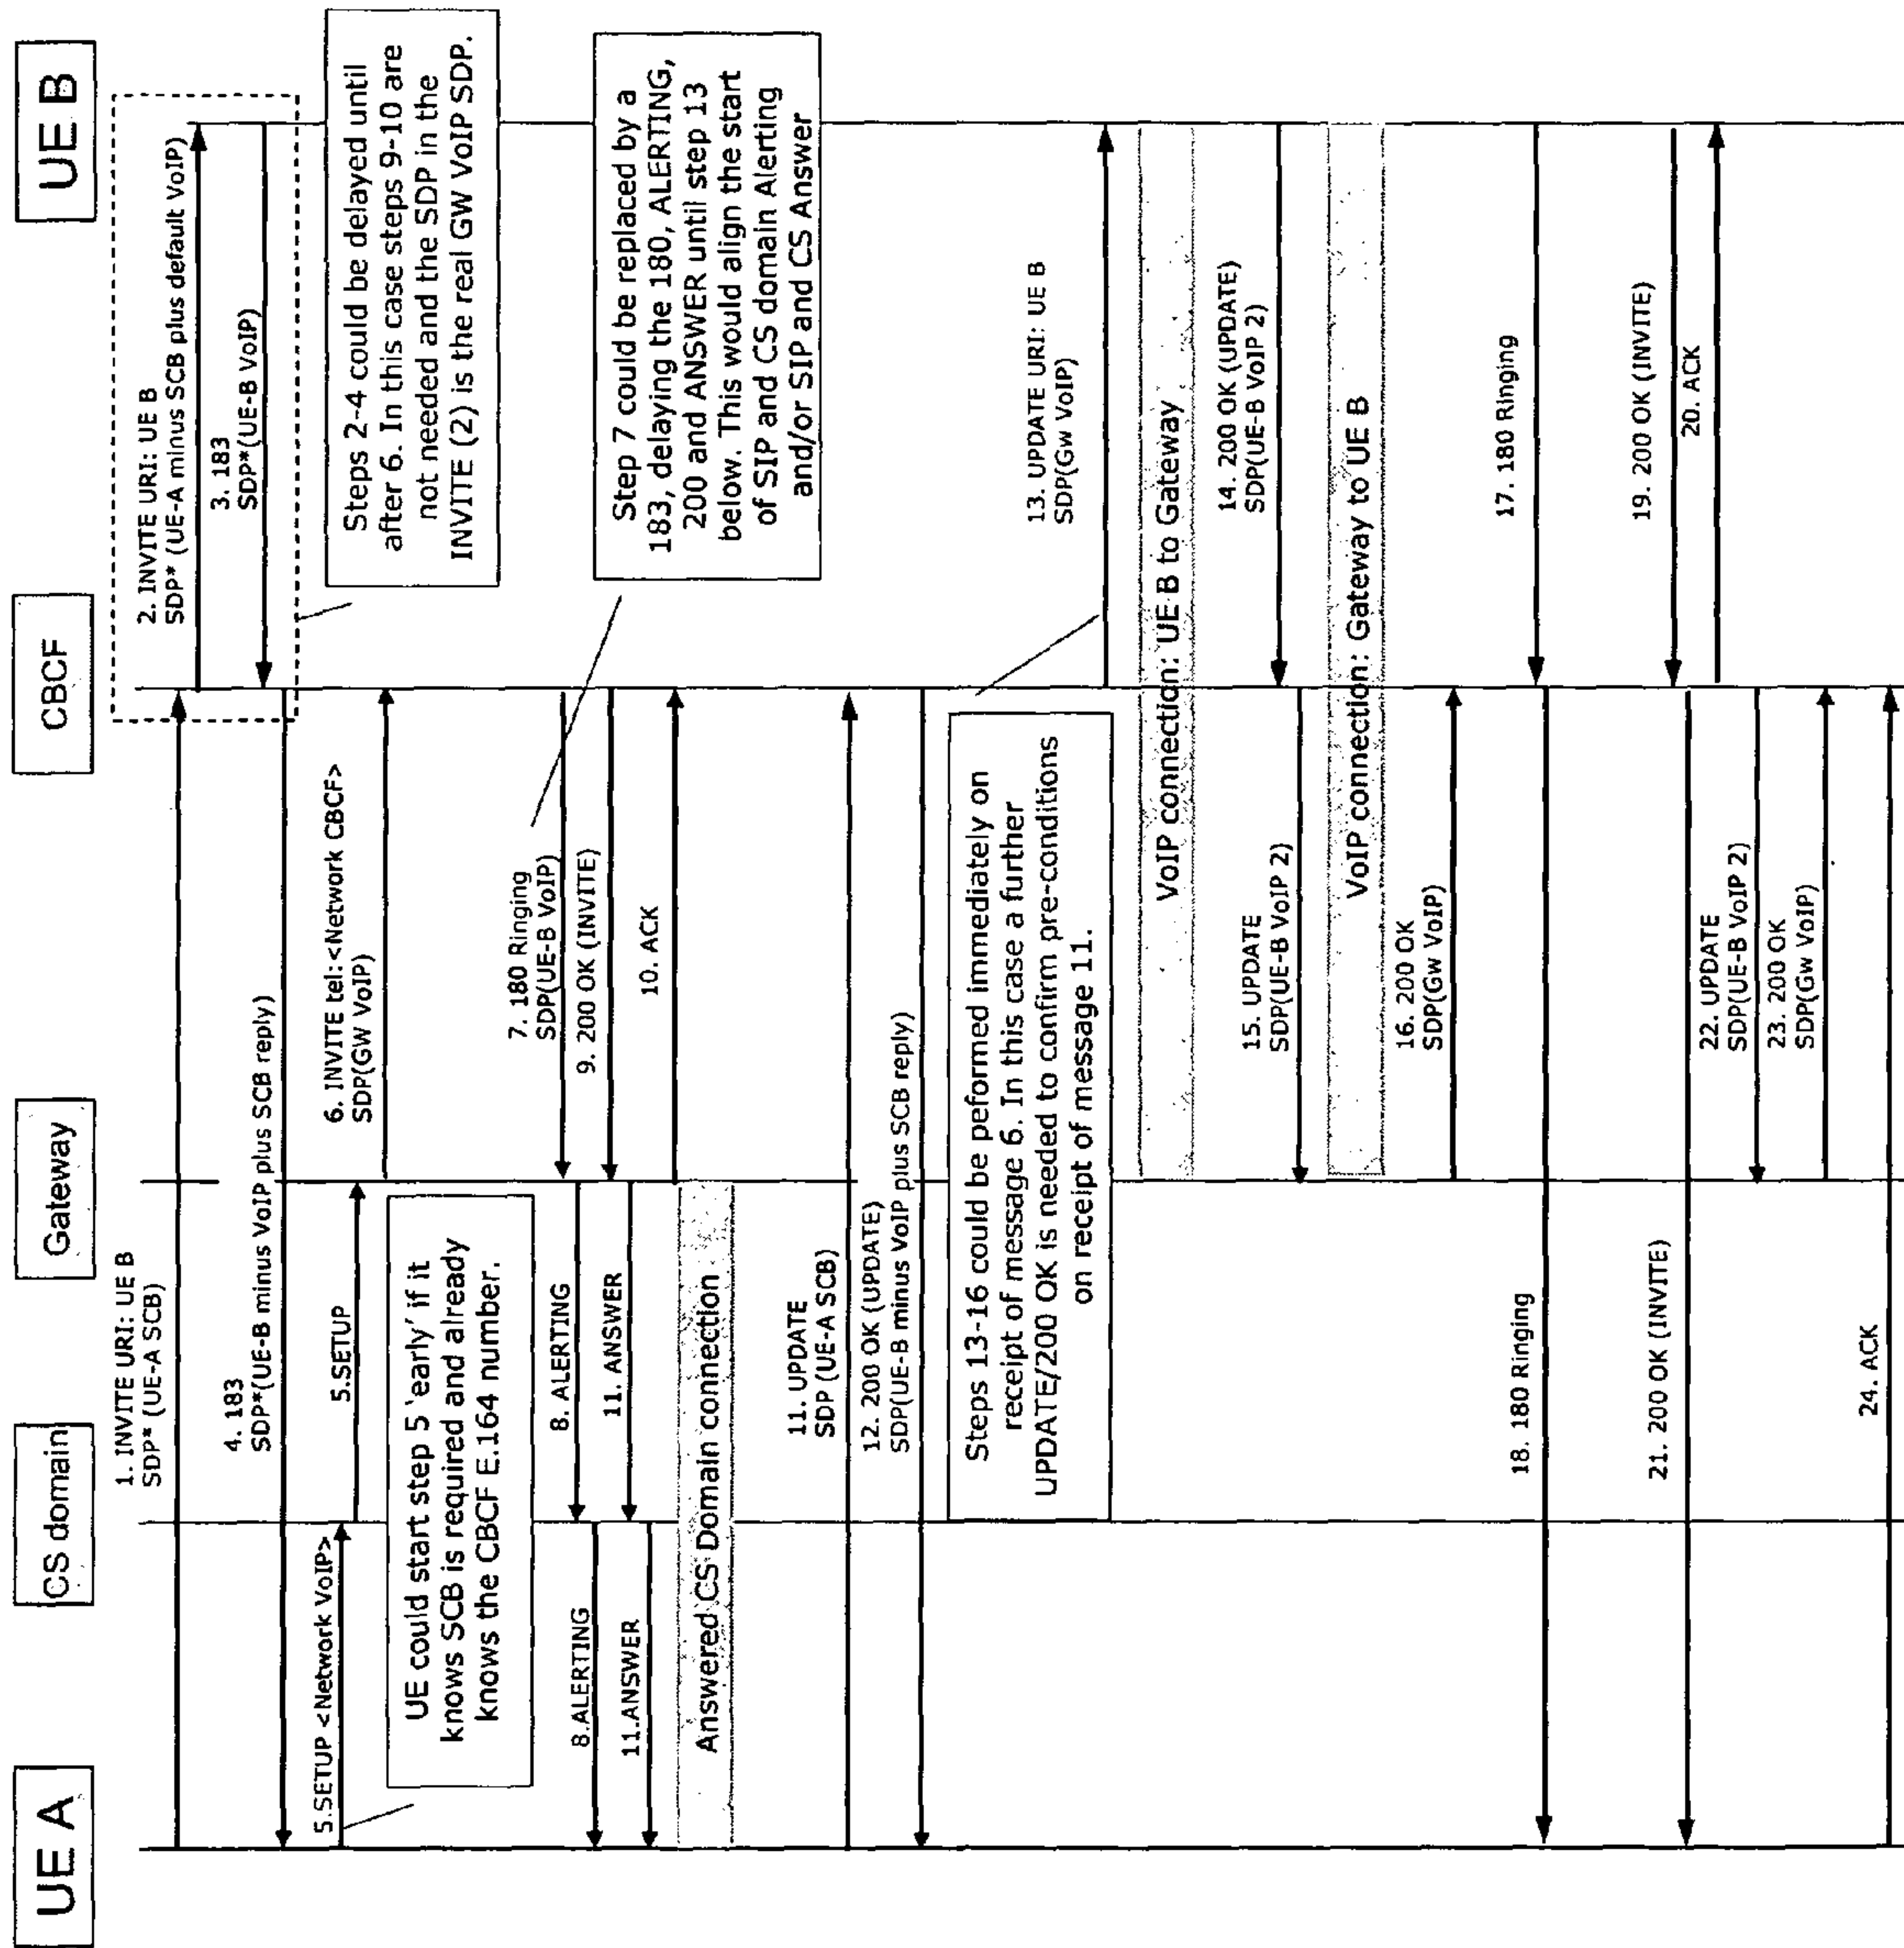 UE A
CS domain
Gateway
CBCF
UE B
1. INVITE URI: UE B
SDP* (UE-A SCB)
2. INVITE URI: UE B
SDP* (UE-A minus SCB plus default VoIP)
3. 183
SDP*(UE-B VoIP)
4. 183
SDP*(UE-B minus VoIP plus SCB reply)
Steps 2-4 could be delayed until
after 6. In this case steps 9-10 are
not needed and the SDP in the
INVITE (2) is the real GW VoIP SDP.
5.SETUP <Network VoIP>
5.SETUP
6. INVITE tel:<Network CBCF>
SDP(GW VoIP)
UE could start step 5 'early' if it
knows SCB is required and already
knows the CBCF E.164 number.
7. 180 Ringing
SDP(UE-B VoIP)
Step 7 could be replaced by a
183, delaying the 180, ALERTING,
200 and ANSWER until step 13
below. This would align the start
of SIP and CS domain Alerting
and/or SIP and CS Answer
8.ALERTING
8. ALERTING
9. 200 OK (INVITE)
11.ANSWER
11. ANSWER
10. ACK
Answered CS Domain connection
11. UPDATE
SDP (UE-A SCB)
12. 200 OK (UPDATE)
SDP(UE-B minus VoIP plus SCB reply)
Steps 13-16 could be peformed immediately on
receipt of message 6. In this case a further
UPDATE/200 OK is needed to confirm pre-conditions
on receipt of message 11.
13. UPDATE URI: UE B
SDP(Gw VoIP)
VoIP connection: UE B to Gateway
14. 200 OK (UPDATE)
SDP(UE-B VoIP 2)
15. UPDATE
SDP(UE-B VoIP 2)
VoIP connection: Gateway to UE B
16. 200 OK
SDP(Gw VoIP)
17. 180 Ringing
18. 180 Ringing
19. 200 OK (INVITE)
20. ACK
21. 200 OK (INVITE)
22. UPDATE
SDP(UE-B VoIP 2)
23. 200 OK
SDP(Gw VoIP)
24. ACK